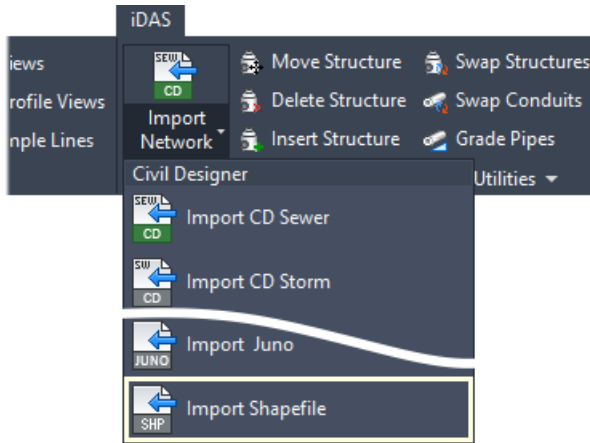 iDAS
iews
rofile Views
nple Lines
SEW
CD
Import
Network
Move Structure
Delete Structure
Insert Structure
Swap Structures
Swap Conduits
Grade Pipes
Utilities
Civil Designer
SEW
CD
Import CD Sewer
SW
CD
Import CD Storm
JUNO
Import Juno
SHP
Import Shapefile